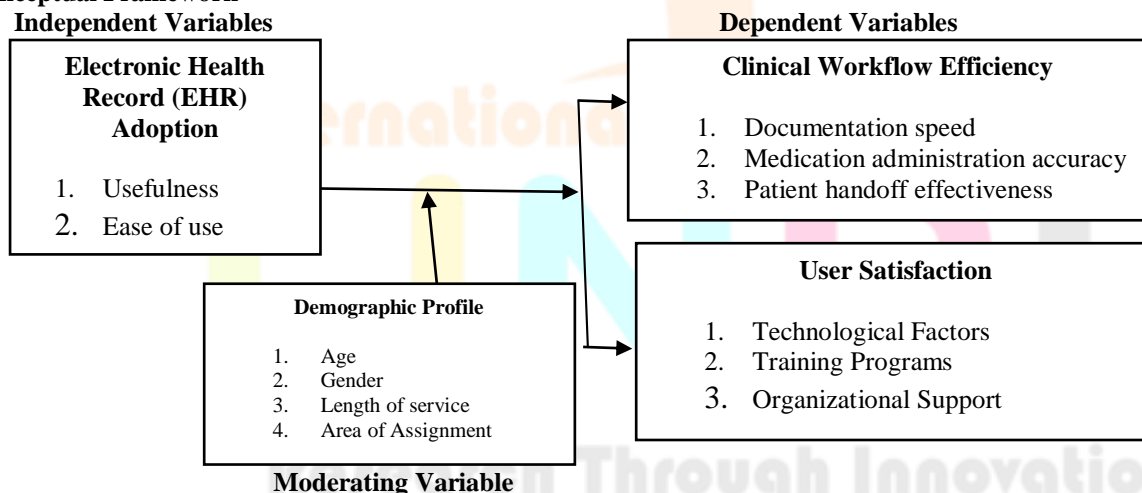 Independent Variables
Dependent Variables
Electronic Health
Record (EHR)
Adoption
1. Usefulness
2. Ease of use
Clinical Workflow Efficiency
1. Documentation speed
2. Medication administration accuracy
3. Patient handoff effectiveness
Demographic Profile
1. Age
2. Gender
3. Length of service
4. Area of Assignment
Moderating Variable
User Satisfaction
1. Technological Factors
2. Training Programs
3. Organizational Support
Through Innovatio